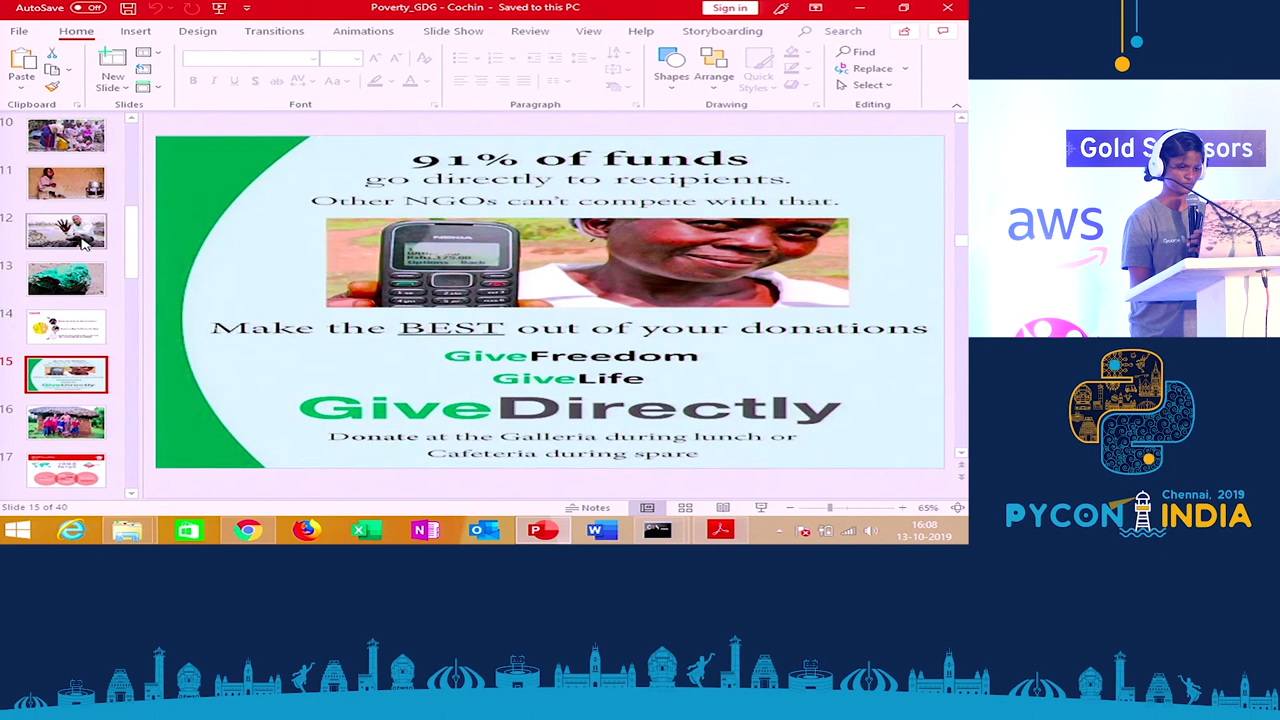 AutoSave Off
Poverty_GDG - Cochin - Saved to this PC
Sign in
File Home Insert Design Transitions Animations Slide Show Review View Help Storyboarding Search
Paste
New
Slide
Shapes Arrange Quick
Styles
Find
Replace
Select
Clipboard Slides Font Paragraph Drawing Editing
10
11
12
13
14
15
16
17
91% of funds
go directly to recipients.
Other NGOs can't compete with that.
NOKIA
Make the BEST out of your donations
GiveFreedom
GiveLife
GiveDirectly
Donate at the Galleria during lunch or
Cafeteria during spare
Slide 15 of 40
Notes
65%
16:08
13-10-2019
Gold S sors
aws
Chennai, 2019
PYCON INDIA